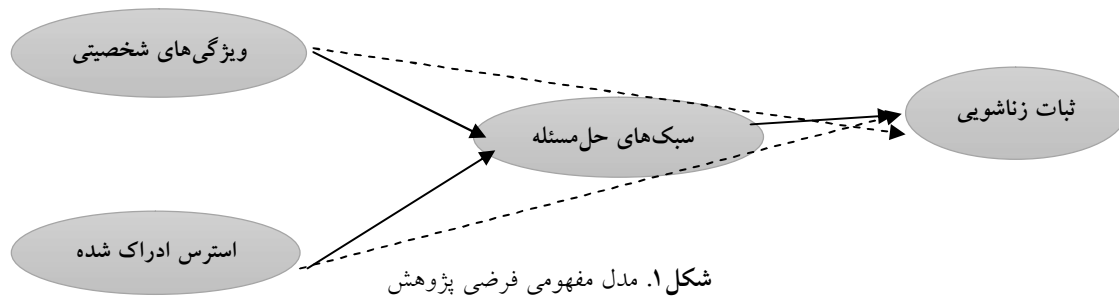 ویژگی‌های شخصیتی
ثبات زناشویی
سبک‌های حل‌مسئله
استرس ادراک شده
شکل۱. مدل مفهومی فرضی پژوهش